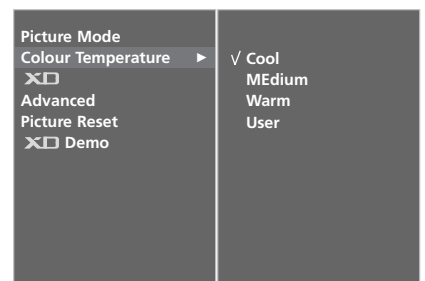 Picture Mode
Colour Temperature ►
XD
Advanced
Picture Reset
XD Demo
√ Cool
MEdium
Warm
User